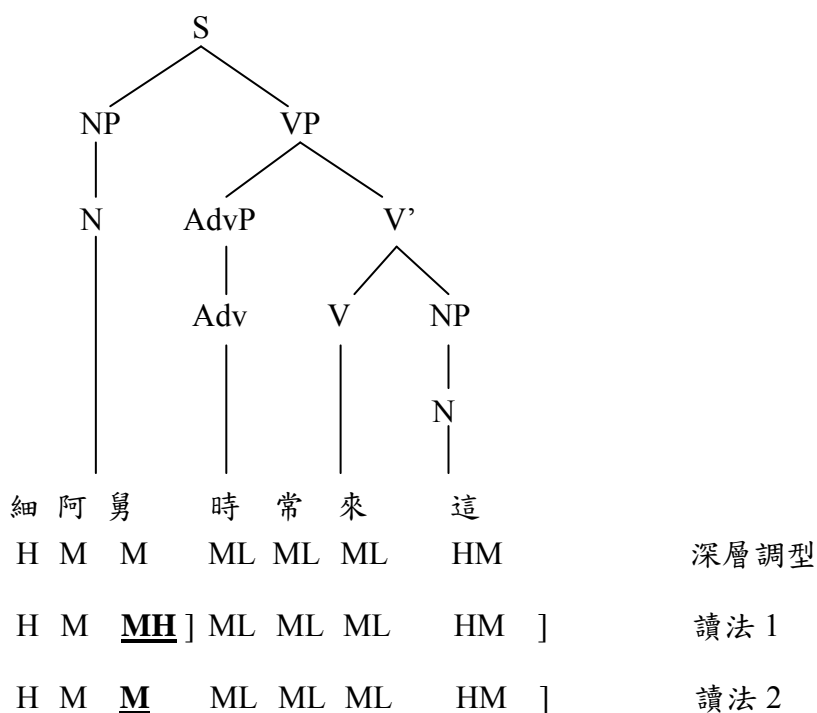 S
NP VP
N AdvP V’
Adv V NP
N
細 阿 舅 時 常 來 這
H M M ML ML ML HM 深層調型
H M MH ] ML ML ML HM ] 讀法 1
H M M ML ML ML HM ] 讀法 2